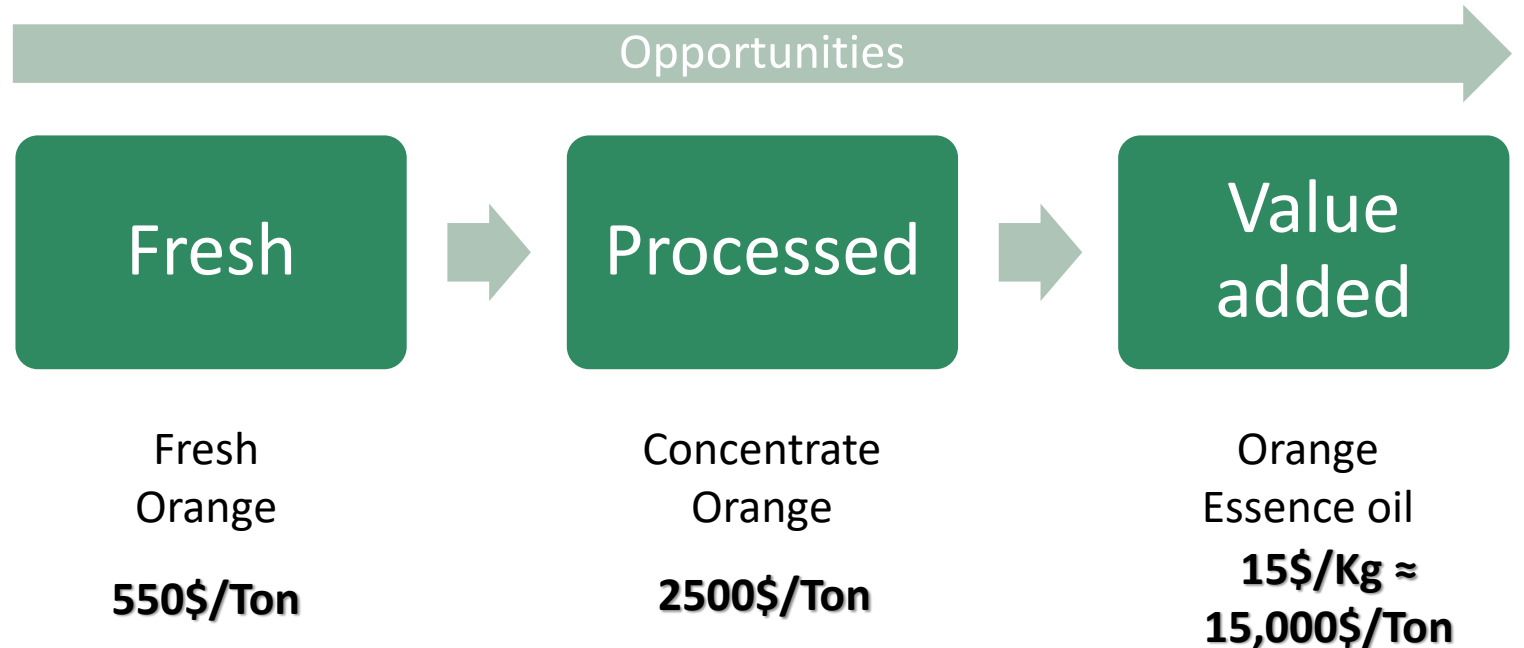 Opportunities
Fresh
Processed
Value
added
Fresh
Orange
550$/Ton
Concentrate
Orange
2500$/Ton
Orange
Essence oil
15$/Kg ≈
15,000$/Ton